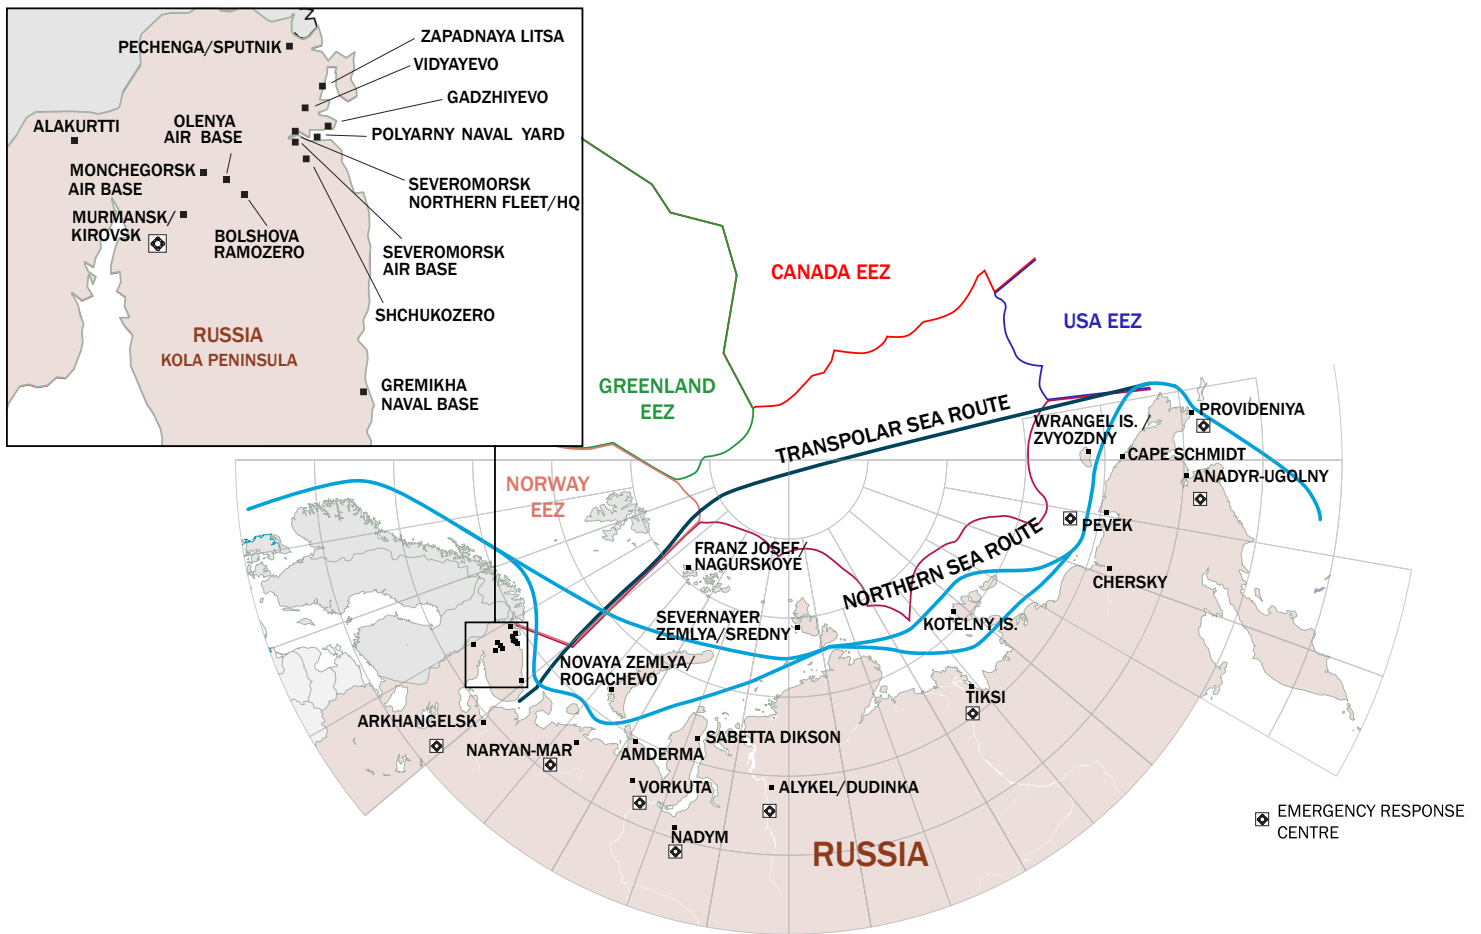 PECHENGA/SPUTNIK
ZAPADNAYA LITSA
VIDYAYEVO
GADZHIYEVO
POLYARNY NAVAL YARD
ALAKURTTI
OLENYA
AIR BASE
MONCHEGORSK
AIR BASE
SEVEROMORSK
NORTHERN FLEET/HQ
MURMANSK/
KIROVSK
BOLSHOVA
RAMOZERO
SEVEROMORSK
AIR BASE
SHCHUKOZERO
RUSSIA
KOLA PENINSULA
GREMIKHA
NAVAL BASE
CANADA EEZ
USA EEZ
GREENLAND
EEZ
NORWAY
EEZ
TRANSPOLAR SEA ROUTE
WRANGEL IS. /
ZVYOZDNY
PROVIDENIYA
CAPE SCHMIDT
ANADYR-UGOLNY
PEVEK
CHERSKY
NORTHERN SEA ROUTE
FRANZ JOSEF/
NAGURSKOYE
SEVERNAYER
ZEMLYA/SREDNY
KOTELNY IS.
NOVAYA ZEMLYA/
ROGACHEVO
TIKSI
ARKHANGELSK
NARYAN-MAR
AMDERMA
SABETTA DIKSON
VORKUTA
ALYKEL/DUDINKA
NADYM
RUSSIA
EMERGENCY RESPONSE
CENTRE